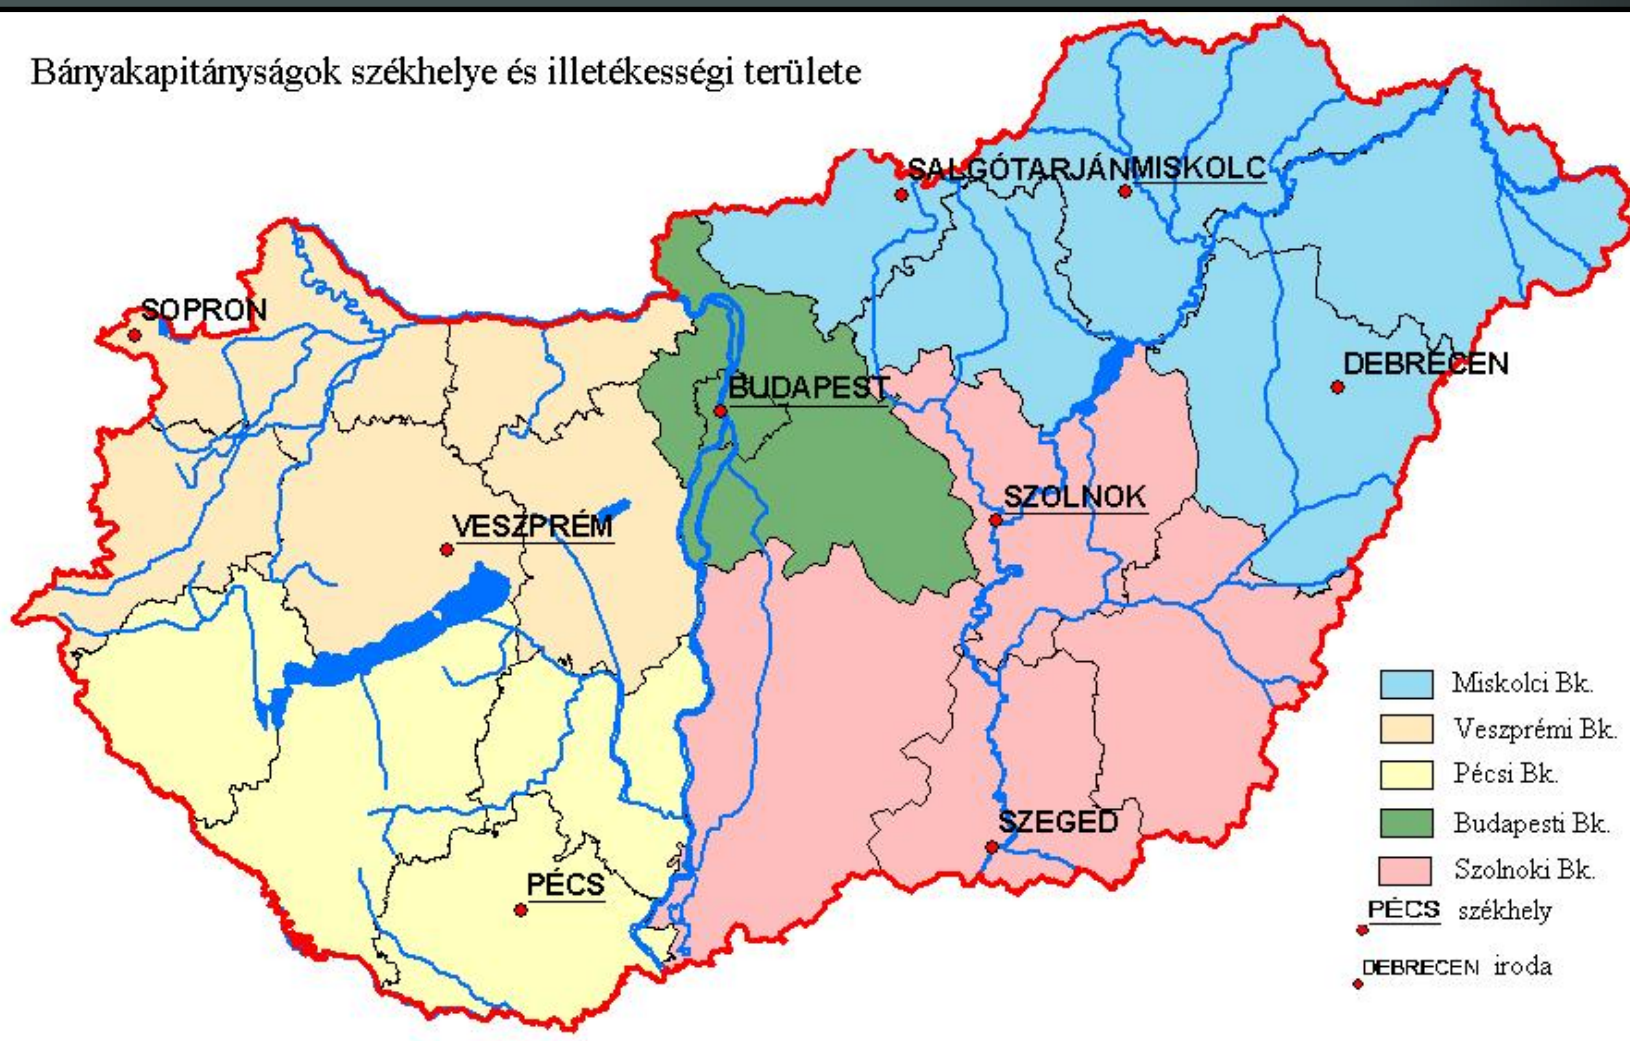 Bányakapitányságok székhelye és illetékességi területe
SALGÓTARJÁN
MISKOLC
SOPRON
DEBRECEN
BUDAPEST
SZOLNOK
VESZPRÉM
SZEGED
PÉCS
Miskolci Bk.
Veszprémi Bk.
Pécsi Bk.
Budapesti Bk.
Szolnoki Bk.
PÉCS székhely
DEBRECEN iroda